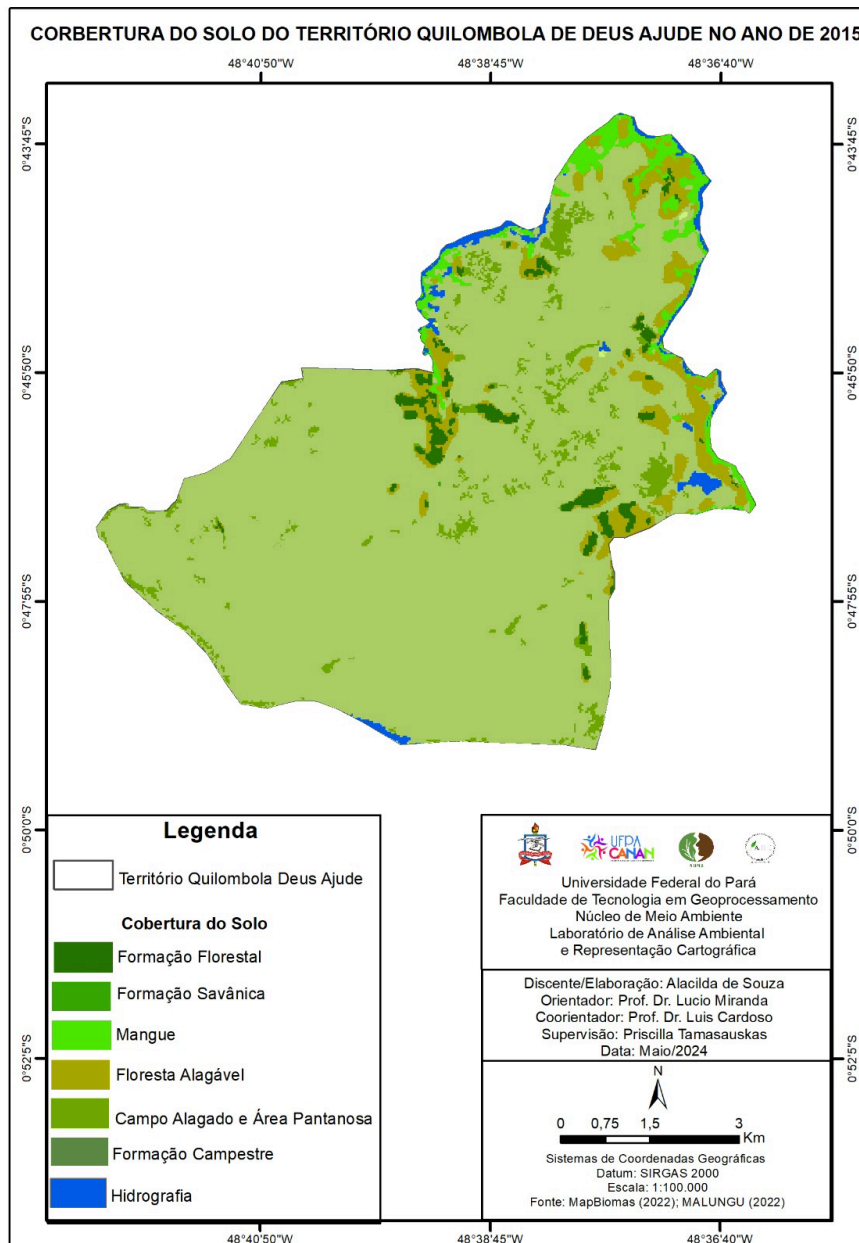 CORBERTURA DO SOLO DO TERRITÓRIO QUILOMBOLA DE DEUS AJUDE NO ANO DE 2015
48°40'50"W 48°38'45"W 48°36'40"W
0°43'45"S 0°43'45"S
0°45'50"S 0°45'50"S
0°47'55"S 0°47'55"S
0°50'0"S 0°50'0"S
0°52'5"S 0°52'5"S
Legenda
Território Quilombola Deus Ajude
Cobertura do Solo
Formação Florestal
Formação Savânica
Mangue
Floresta Alagável
Campo Alagado e Área Pantanosa
Formação Campestre
Hidrografia
UFPA
CANAN
NUMA
Universidade Federal do Pará
Faculdade de Tecnologia em Geoprocessamento
Núcleo de Meio Ambiente
Laboratório de Análise Ambiental
e Representação Cartográfica
Discente/Elaboração: Alacilda de Souza
Orientador: Prof. Dr. Lucio Miranda
Coorientador: Prof. Dr. Luis Cardoso
Supervisão: Priscilla Tamasauskas
Data: Maio/2024
N
0 0,75 1,5 3
Km
Sistemas de Coordenadas Geográficas
Datum: SIRGAS 2000
Escala: 1:100.000
Fonte: MapBiomas (2022); MALUNGU (2022)
48°40'50"W 48°38'45"W 48°36'40"W